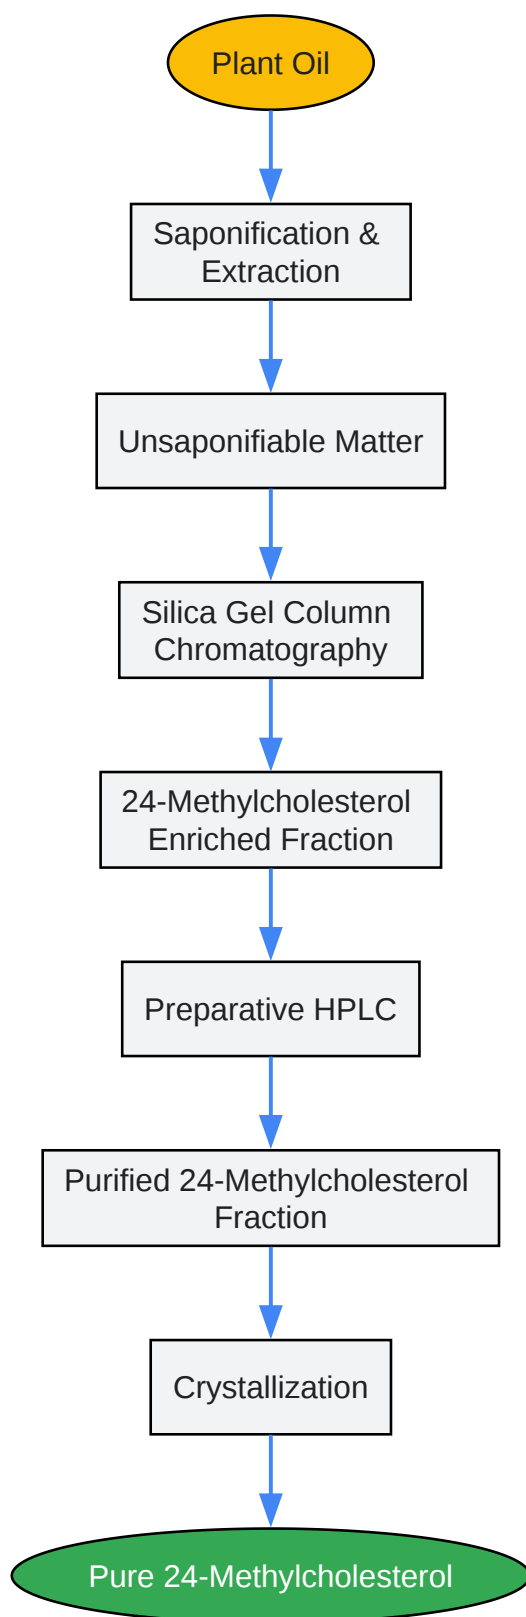 Plant Oil
Saponification &
Extraction
Unsaponifiable Matter
Silica Gel Column
Chromatography
24-Methylcholesterol
Enriched Fraction
Preparative HPLC
Purified 24-Methylcholesterol
Fraction
Crystallization
Pure 24-Methylcholesterol